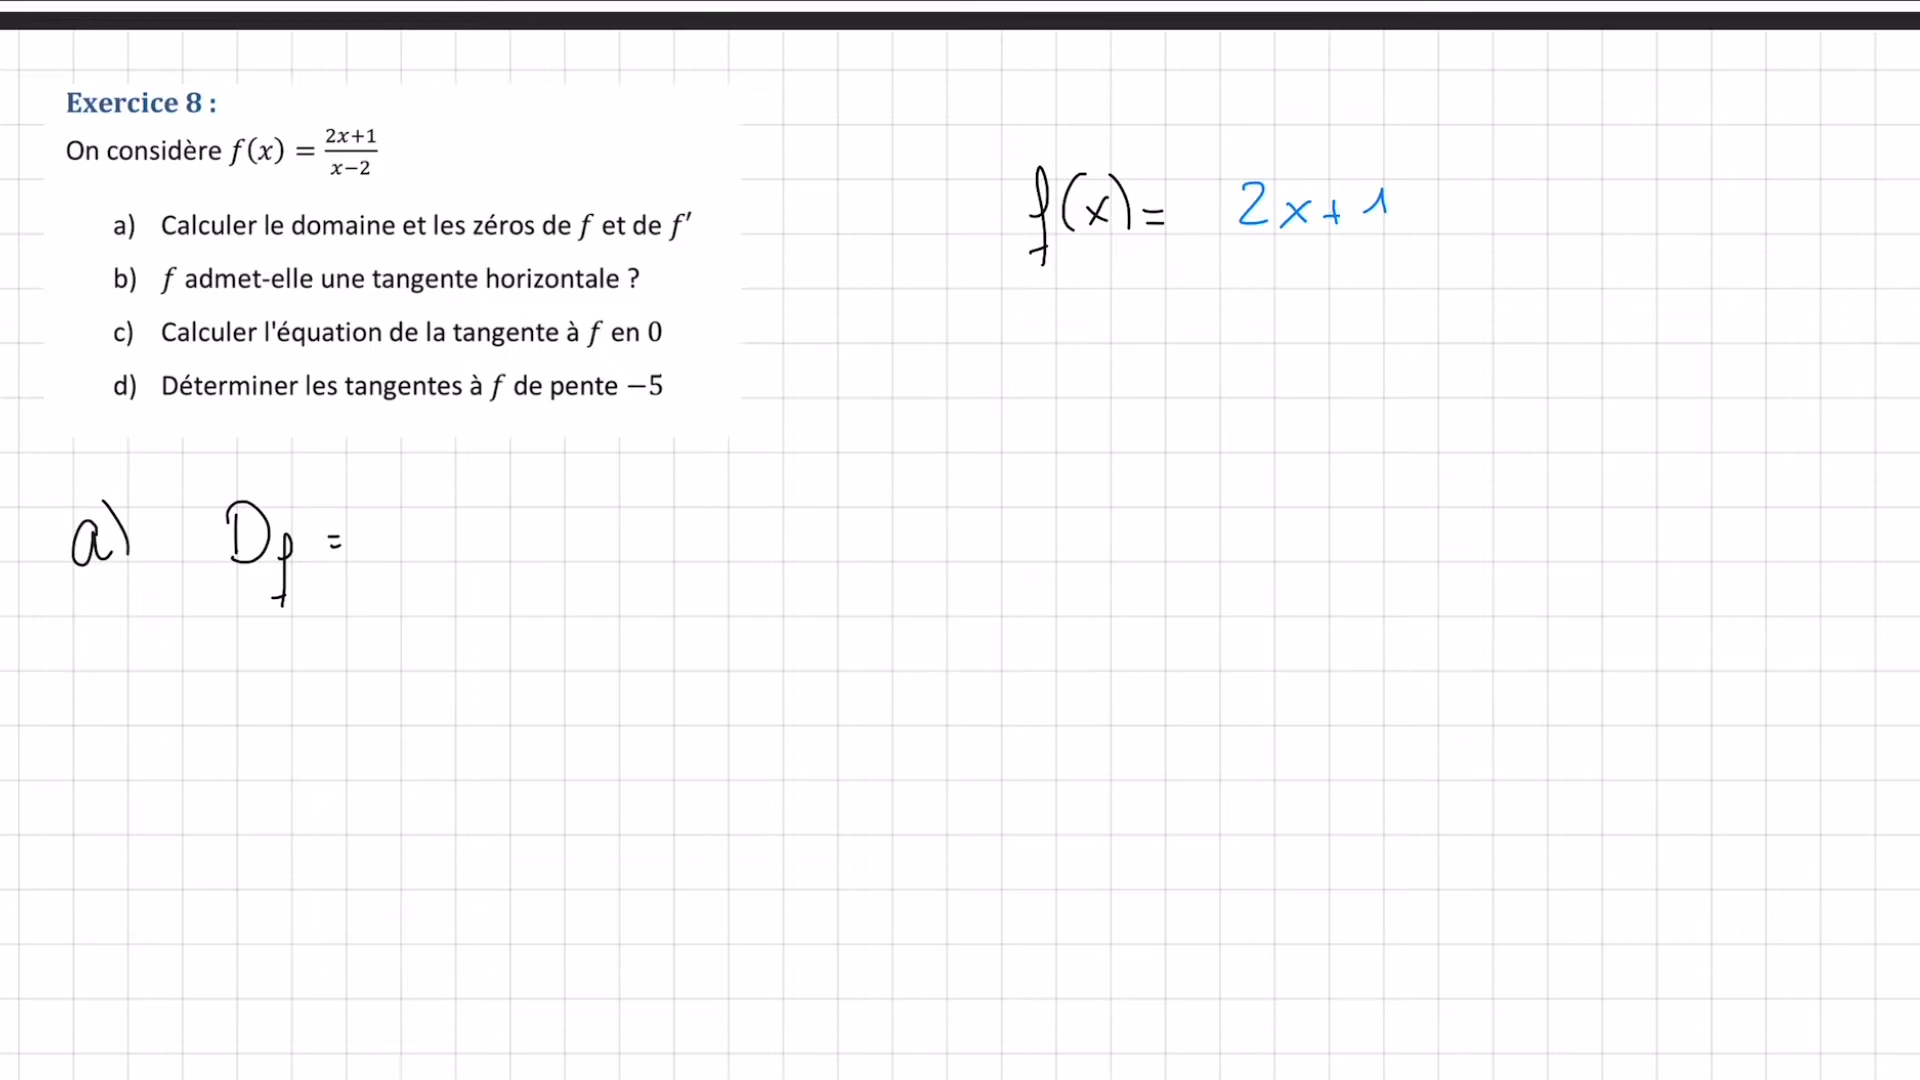 Exercice 8 :
On considère f(x) = (2x+1)/(x−2)
a) Calculer le domaine et les zéros de f et de f′
b) f admet-elle une tangente horizontale ?
c) Calculer l'équation de la tangente à f en 0
d) Déterminer les tangentes à f de pente −5
f(x) = 2x+1
a) D_f =